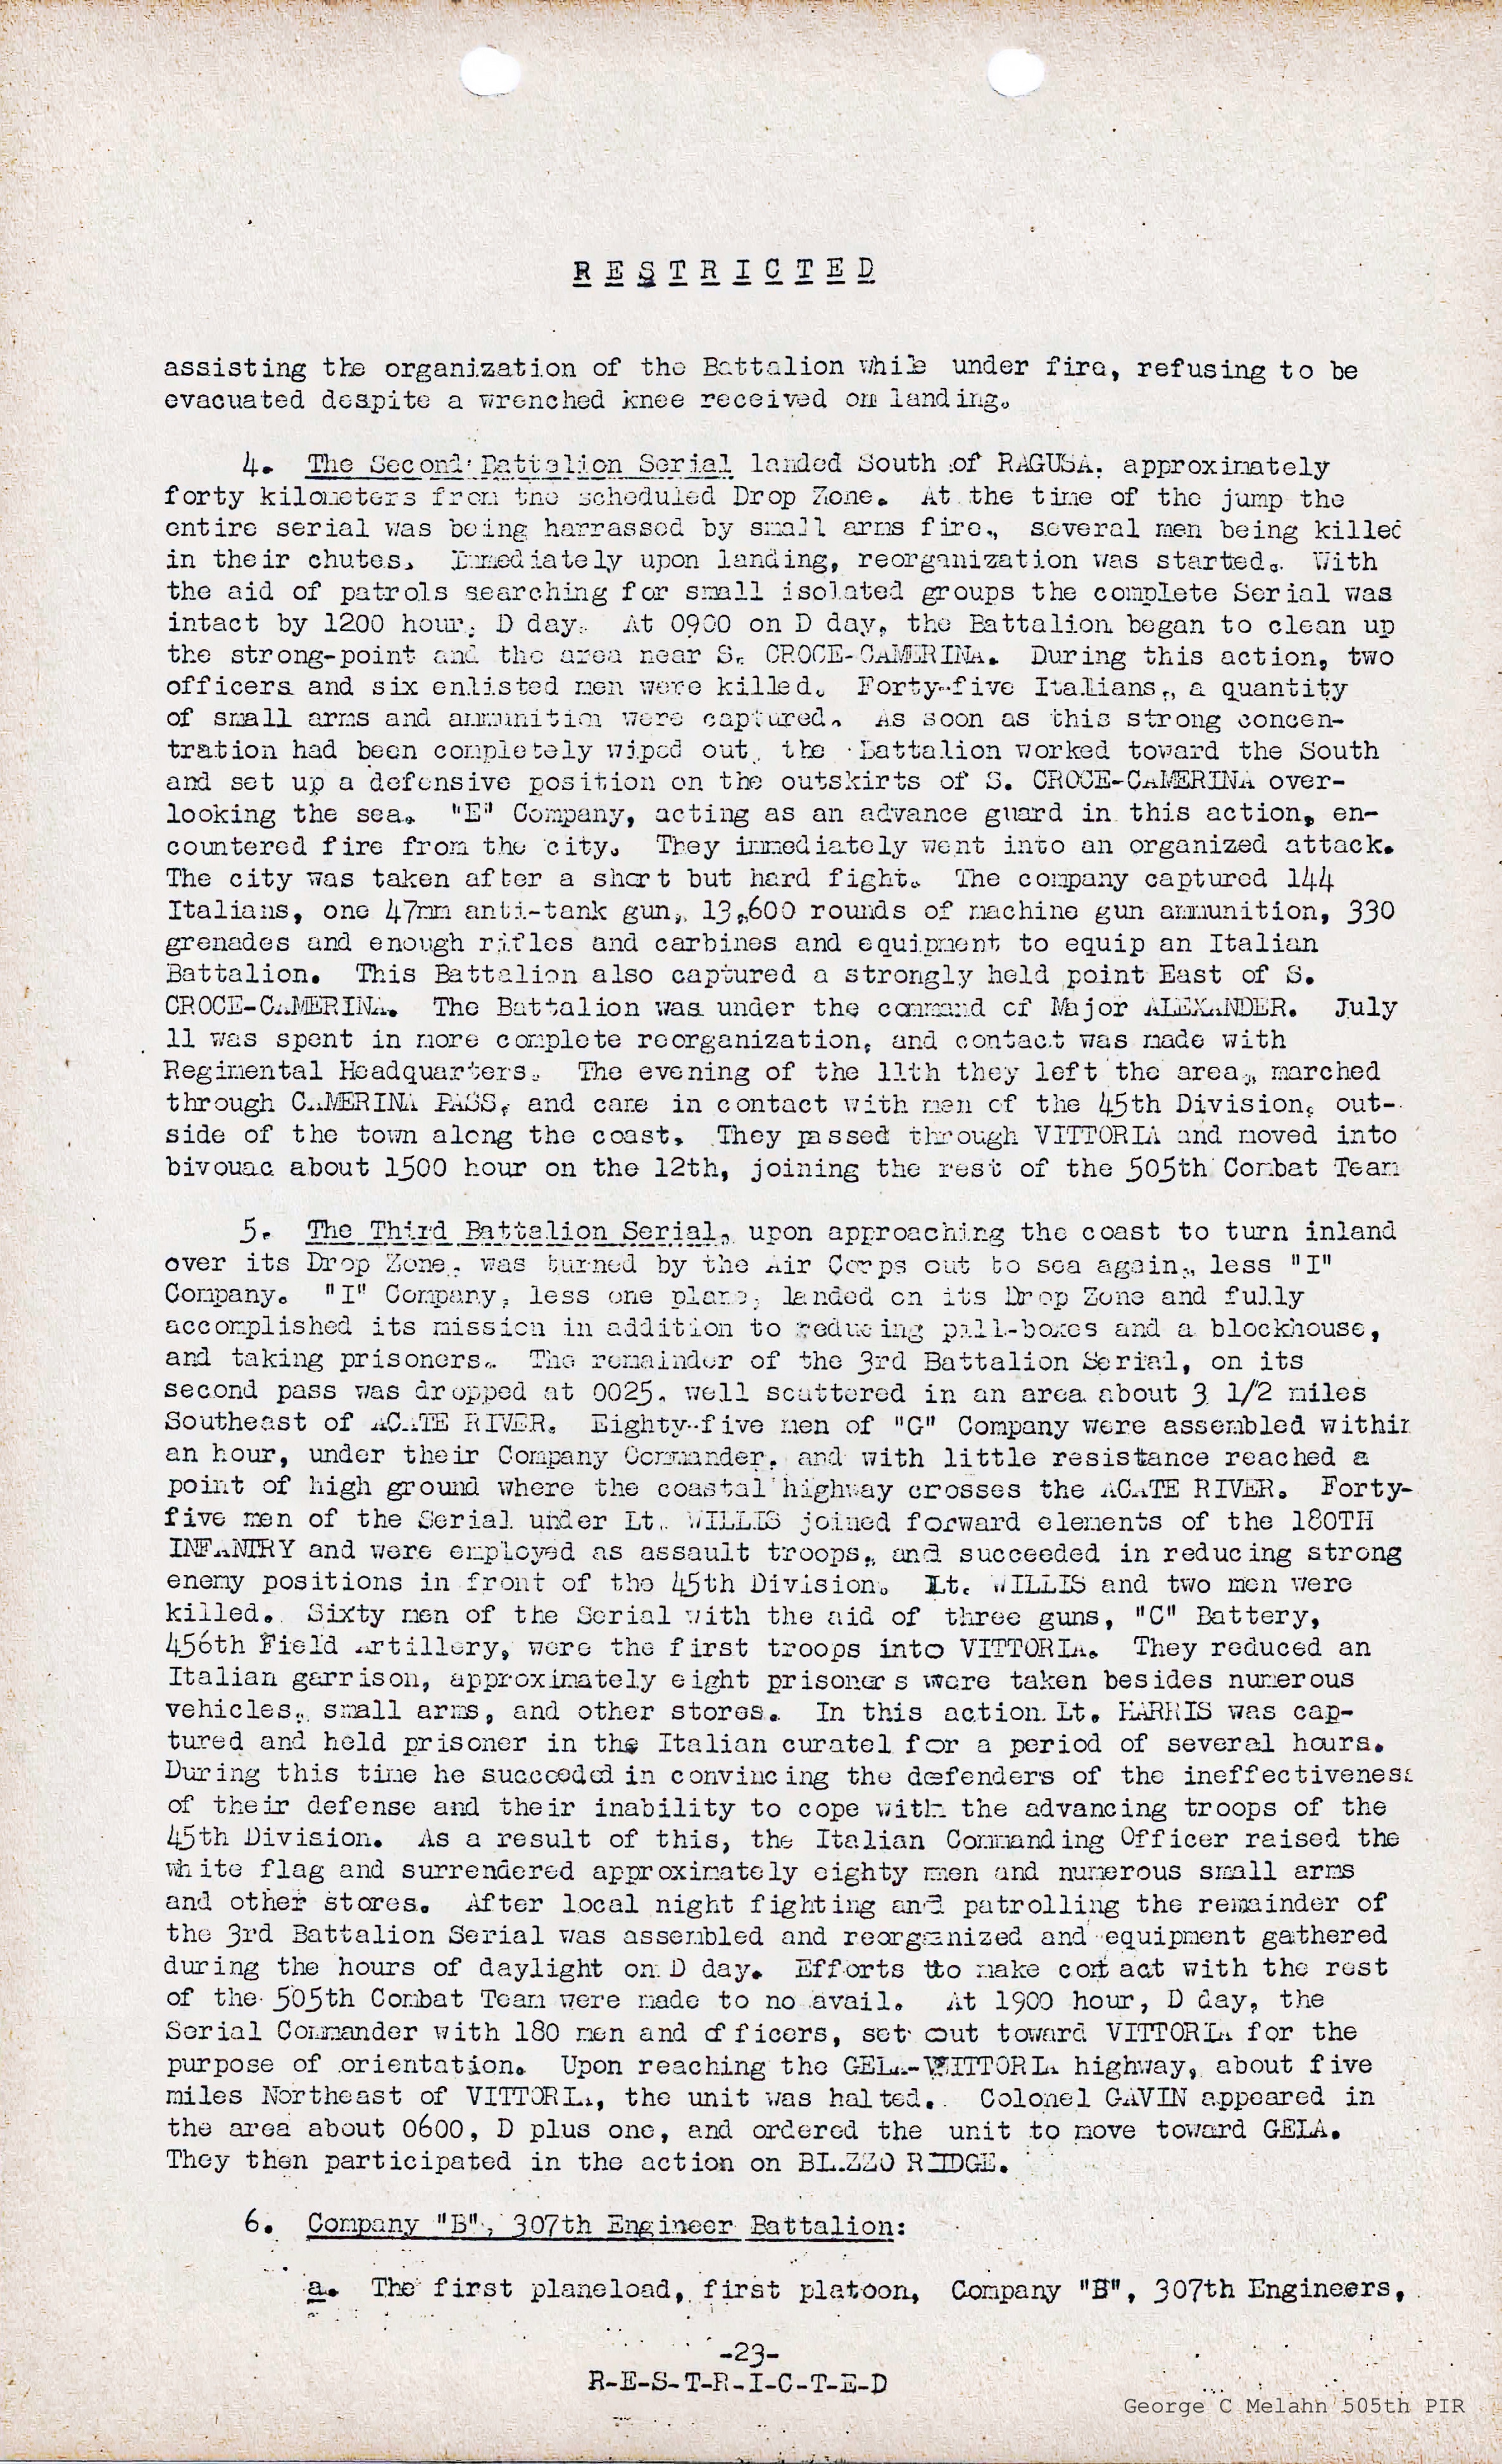 R E S T R I C T E D
assisting the organization of the Battalion while under fire, refusing to be
evacuated despite a wrenched knee received on landing.
4. The Second Battalion Serial landed South of RAGUSA, approximately
forty kilometers from the scheduled Drop Zone. At the time of the jump the
entire serial was being harrassed by small arms fire, several men being killed
in their chutes. Immediately upon landing, reorganization was started. With
the aid of patrols searching for small isolated groups the complete Serial was
intact by 1200 hour, D day. At 0900 on D day, the Battalion began to clean up
the strong-point and the area near S. CROCE-CAMERINA. During this action, two
officers and six enlisted men were killed. Forty-five Italians, a quantity
of small arms and ammunition were captured. As soon as this strong concen-
tration had been completely wiped out, the Battalion worked toward the South
and set up a defensive position on the outskirts of S. CROCE-CAMERINA over-
looking the sea. "E" Company, acting as an advance guard in this action, en-
countered fire from the city. They immediately went into an organized attack.
The city was taken after a short but hard fight. The company captured 144
Italians, one 47mm anti-tank gun, 13,600 rounds of machine gun ammunition, 330
grenades and enough rifles and carbines and equipment to equip an Italian
Battalion. This Battalion also captured a strongly held point East of S.
CROCE-CAMERINA. The Battalion was under the command of Major ALEXANDER. July
11 was spent in more complete reorganization, and contact was made with
Regimental Headquarters. The evening of the 11th they left the area, marched
through CAMERINA PASS, and came in contact with men of the 45th Division, out-
side of the town along the coast. They passed through VITTORIA and moved into
bivouac about 1500 hour on the 12th, joining the rest of the 505th Combat Team
5. The Third Battalion Serial, upon approaching the coast to turn inland
over its Drop Zone, was turned by the Air Corps out to sea again, less "I"
Company. "I" Company, less one plane, landed on its Drop Zone and fully
accomplished its mission in addition to reducing pill-boxes and a blockhouse,
and taking prisoners. The remainder of the 3rd Battalion Serial, on its
second pass was dropped at 0025, well scattered in an area about 3 1/2 miles
Southeast of ACATE RIVER. Eighty-five men of "G" Company were assembled within
an hour, under their Company Commander, and with little resistance reached a
point of high ground where the coastal highway crosses the ACATE RIVER. Forty-
five men of the Serial under Lt. WILLIS joined forward elements of the 180TH
INFANTRY and were employed as assault troops, and succeeded in reducing strong
enemy positions in front of the 45th Division. Lt. WILLIS and two men were
killed. Sixty men of the Serial with the aid of three guns, "C" Battery,
456th Field Artillery, were the first troops into VITTORIA. They reduced an
Italian garrison, approximately eight prisoners were taken besides numerous
vehicles, small arms, and other stores. In this action Lt. HARRIS was cap-
tured and held prisoner in the Italian curatel for a period of several hours.
During this time he succeeded in convincing the defenders of the ineffectiveness
of their defense and their inability to cope with the advancing troops of the
45th Division. As a result of this, the Italian Commanding Officer raised the
white flag and surrendered approximately eighty men and numerous small arms
and other stores. After local night fighting and patrolling the remainder of
the 3rd Battalion Serial was assembled and reorganized and equipment gathered
during the hours of daylight on D day. Efforts tto make contact with the rest
of the 505th Combat Team were made to no avail. At 1900 hour, D day, the
Serial Commander with 180 men and officers, set out toward VITTORIA for the
purpose of orientation. Upon reaching the GELA-VITTORIA highway, about five
miles Northeast of VITTORIA, the unit was halted. Colonel GAVIN appeared in
the area about 0600, D plus one, and ordered the unit to move toward GELA.
They then participated in the action on BIAZZO RIDGE.
6. Company "B", 307th Engineer Battalion:
a. The first planeload, first platoon, Company "B", 307th Engineers,
-23-
R-E-S-T-R-I-C-T-E-D
George C Melahn 505th PIR